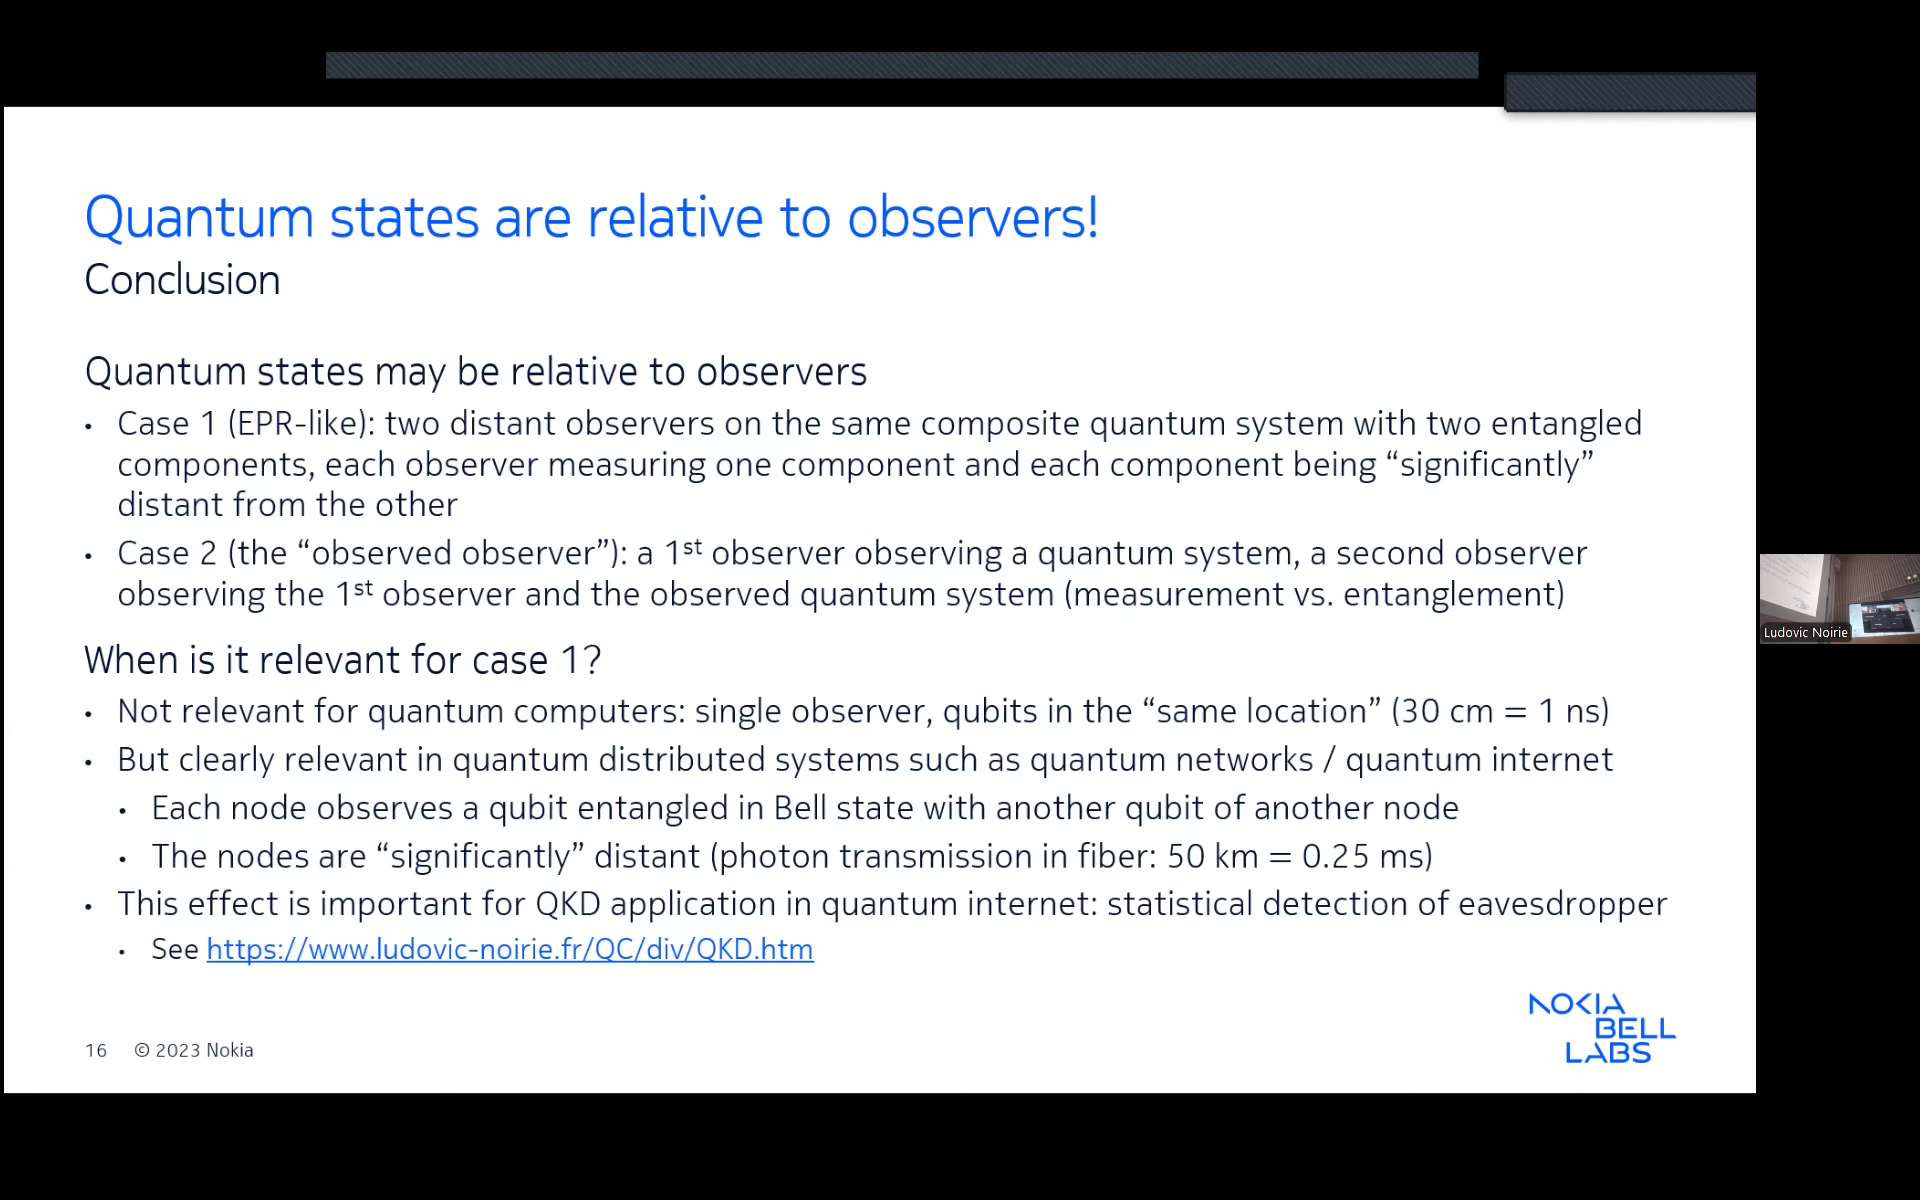 Quantum states are relative to observers!
Conclusion
Quantum states may be relative to observers
• Case 1 (EPR-like): two distant observers on the same composite quantum system with two entangled
components, each observer measuring one component and each component being “significantly”
distant from the other
• Case 2 (the “observed observer”): a 1st observer observing a quantum system, a second observer
observing the 1st observer and the observed quantum system (measurement vs. entanglement)
When is it relevant for case 1?
• Not relevant for quantum computers: single observer, qubits in the “same location” (30 cm = 1 ns)
• But clearly relevant in quantum distributed systems such as quantum networks / quantum internet
• Each node observes a qubit entangled in Bell state with another qubit of another node
• The nodes are “significantly” distant (photon transmission in fiber: 50 km = 0.25 ms)
• This effect is important for QKD application in quantum internet: statistical detection of eavesdropper
• See https://www.ludovic-noirie.fr/QC/div/QKD.htm
NOKIA
BELL
LABS
16 © 2023 Nokia
Ludovic Noirie